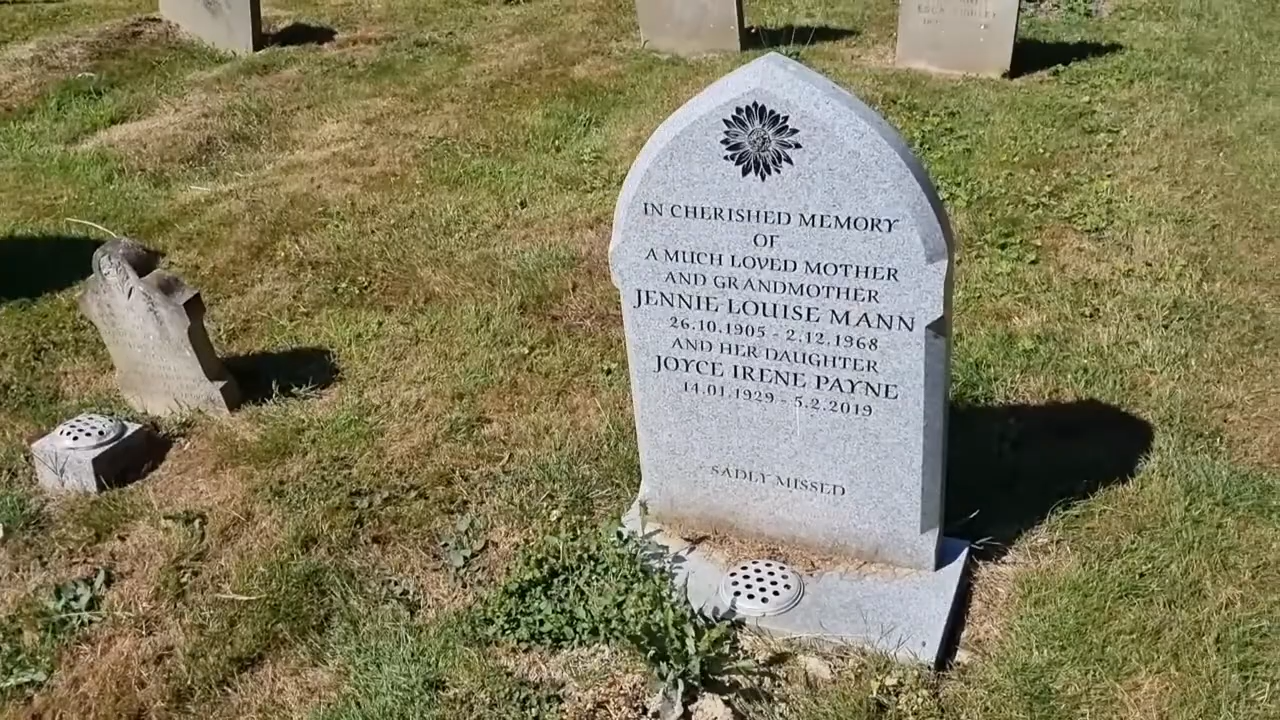 IN CHERISHED MEMORY
OF
A MUCH LOVED MOTHER
AND GRANDMOTHER
JENNIE LOUISE MANN
26.10.1905 - 2.12.1968
AND HER DAUGHTER
JOYCE IRENE PAYNE
14.01.1929 - 5.2.2019
SADLY MISSED